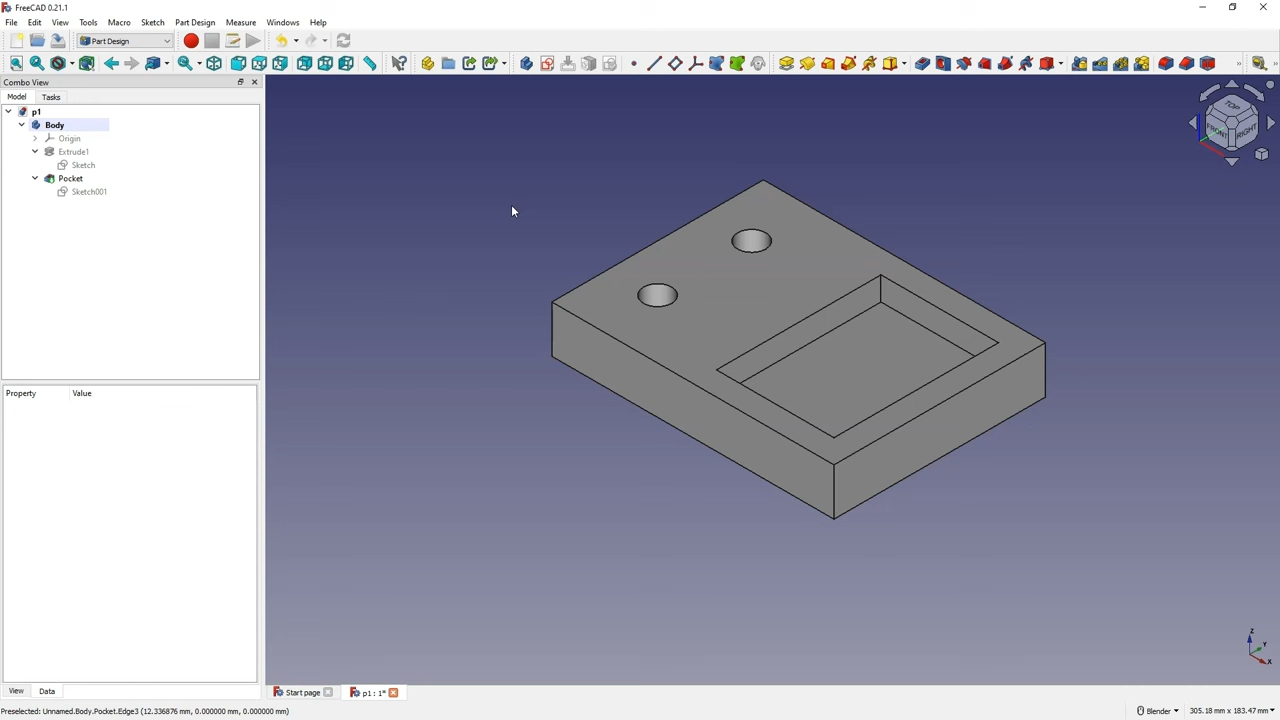 FreeCAD 0.21.1
File Edit View Tools Macro Sketch Part Design Measure Windows Help
Part Design
»
»
Combo View
Model Tasks
p1
Body
Origin
Extrude1
Sketch
Pocket
Sketch001
TOP
FRONT
RIGHT
Property Value
Z
Y
X
View Data
Start page
p1 : 1*
Preselected: Unnamed.Body.Pocket.Edge3 (12.336876 mm, 0.000000 mm, 0.000000 mm)
Blender
305.18 mm x 183.47 mm